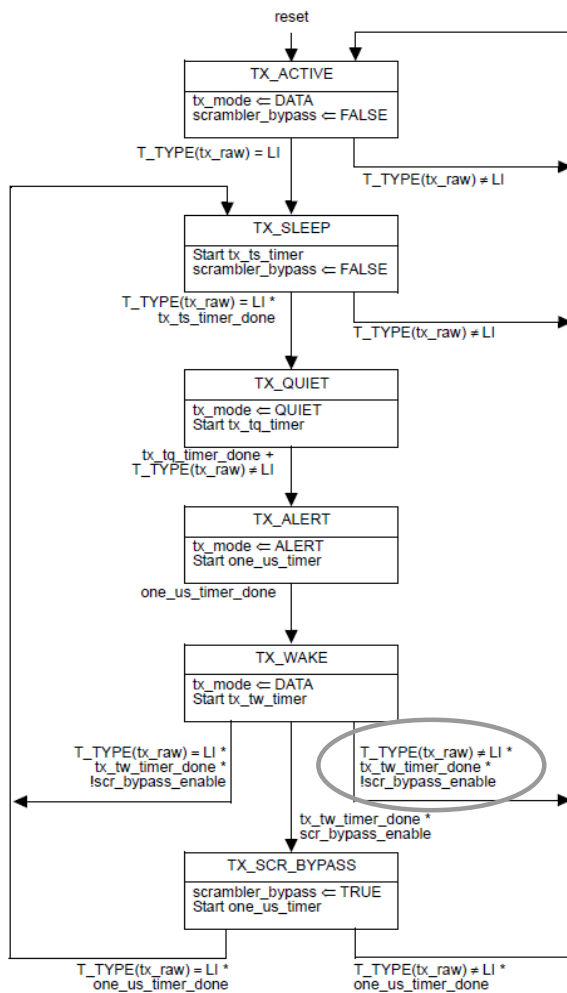 reset
TX_ACTIVE
tx_mode ⇐ DATA
scrambler_bypass ⇐ FALSE
T_TYPE(tx_raw) = LI
T_TYPE(tx_raw) ≠ LI
TX_SLEEP
Start tx_ts_timer
scrambler_bypass ⇐ FALSE
T_TYPE(tx_raw) = LI *
tx_ts_timer_done
T_TYPE(tx_raw) ≠ LI
TX_QUIET
tx_mode ⇐ QUIET
Start tx_tq_timer
tx_tq_timer_done +
T_TYPE(tx_raw) ≠ LI
TX_ALERT
tx_mode ⇐ ALERT
Start one_us_timer
one_us_timer_done
TX_WAKE
tx_mode ⇐ DATA
Start tx_tw_timer
T_TYPE(tx_raw) = LI *
tx_tw_timer_done *
!scr_bypass_enable
T_TYPE(tx_raw) ≠ LI *
tx_tw_timer_done *
!scr_bypass_enable
tx_tw_timer_done *
scr_bypass_enable
TX_SCR_BYPASS
scrambler_bypass ⇐ TRUE
Start one_us_timer
T_TYPE(tx_raw) = LI *
one_us_timer_done
T_TYPE(tx_raw) ≠ LI *
one_us_timer_done